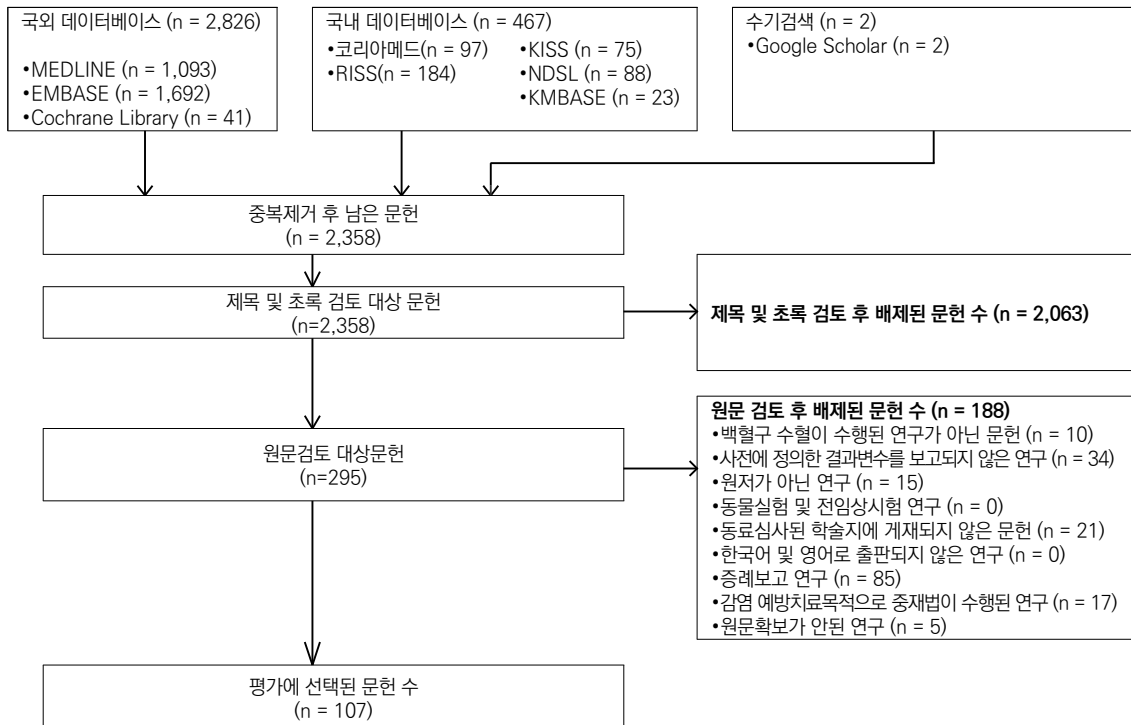 국외 데이터베이스 (n = 2,826)
•MEDLINE (n = 1,093)
•EMBASE (n = 1,692)
•Cochrane Library (n = 41)
국내 데이터베이스 (n = 467
•코리아메드(n = 97)
•RISS(n = 184)
•KISS (n = 75)
•NDSL (n = 88)
•KMBASE (n = 23)
수기검색 (n = 2)
•Google Scholar (n = 2)
중복제거 후 남은 문헌
(n = 2,358)
제목 및 초록 검토 대상 문헌
(n=2,358)
제목 및 초록 검토 후 배제된 문헌 수 (n = 2,063)
원문검토 대상문헌
(n=295)
원문 검토 후 배제된 문헌 수 (n = 188)
•백혈구 수혈이 수행된 연구가 아닌 문헌 (n = 10)
•사전에 정의한 결과변수를 보고되지 않은 연구 (n = 34)
•원저가 아닌 연구 (n = 15)
•동물실험 및 전임상시험 연구 (n = 0)
•동료심사된 학술지에 게재되지 않은 문헌 (n = 21)
•한국어 및 영어로 출판되지 않은 연구 (n = 0)
•증례보고 연구 (n = 85)
•감염 예방치료목적으로 중재법이 수행된 연구 (n = 17)
•원문확보가 안된 연구 (n = 5)
평가에 선택된 문헌 수
(n = 107)